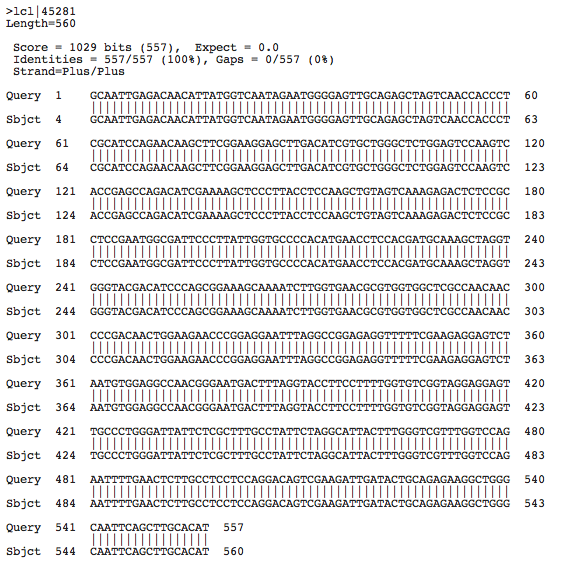 >lcl|45281
Length=560
Score = 1029 bits (557), Expect = 0.0
Identities = 557/557 (100%), Gaps = 0/557 (0%)
Strand=Plus/Plus
Query 1 GCAATTGAGACAACATTATGGTCAATAGAATGGGGAGTTGCAGAGCTAGTCAACCACCCT 60
||||||||||||||||||||||||||||||||||||||||||||||||||||||||||||
Sbjct 4 GCAATTGAGACAACATTATGGTCAATAGAATGGGGAGTTGCAGAGCTAGTCAACCACCCT 63
Query 61 CGCATCCAGAACAAGCTTCGGAAGGAGCTTGACATCGTGCTGGGCTCTGGAGTCCAAGTC 120
||||||||||||||||||||||||||||||||||||||||||||||||||||||||||||
Sbjct 64 CGCATCCAGAACAAGCTTCGGAAGGAGCTTGACATCGTGCTGGGCTCTGGAGTCCAAGTC 123
Query 121 ACCGAGCCAGACATCGAAAAGCTCCCTTACCTCCAAGCTGTAGTCAAAGAGACTCTCCGC 180
||||||||||||||||||||||||||||||||||||||||||||||||||||||||||||
Sbjct 124 ACCGAGCCAGACATCGAAAAGCTCCCTTACCTCCAAGCTGTAGTCAAAGAGACTCTCCGC 183
Query 181 CTCCGAATGGCGATTCCCTTATTGGTGCCCCACATGAACCTCCACGATGCAAAGCTAGGT 240
||||||||||||||||||||||||||||||||||||||||||||||||||||||||||||
Sbjct 184 CTCCGAATGGCGATTCCCTTATTGGTGCCCCACATGAACCTCCACGATGCAAAGCTAGGT 243
Query 241 GGGTACGACATCCCAGCGGAAAGCAAAATCTTGGTGAACGCGTGGTGGCTCGCCAACAAC 300
||||||||||||||||||||||||||||||||||||||||||||||||||||||||||||
Sbjct 244 GGGTACGACATCCCAGCGGAAAGCAAAATCTTGGTGAACGCGTGGTGGCTCGCCAACAAC 303
Query 301 CCCGACAACTGGAAGAACCCGGAGGAATTTAGGCCGGAGAGGTTTTTCGAAGAGGAGTCT 360
||||||||||||||||||||||||||||||||||||||||||||||||||||||||||||
Sbjct 304 CCCGACAACTGGAAGAACCCGGAGGAATTTAGGCCGGAGAGGTTTTTCGAAGAGGAGTCT 363
Query 361 AATGTGGAGGCCAACGGGAATGACTTTAGGTACCTTCCTTTTGGTGTCGGTAGGAGGAGT 420
||||||||||||||||||||||||||||||||||||||||||||||||||||||||||||
Sbjct 364 AATGTGGAGGCCAACGGGAATGACTTTAGGTACCTTCCTTTTGGTGTCGGTAGGAGGAGT 423
Query 421 TGCCCTGGGATTATTCTCGCTTTGCCTATTCTAGGCATTACTTTGGGTCGTTTGGTCCAG 480
||||||||||||||||||||||||||||||||||||||||||||||||||||||||||||
Sbjct 424 TGCCCTGGGATTATTCTCGCTTTGCCTATTCTAGGCATTACTTTGGGTCGTTTGGTCCAG 483
Query 481 AATTTTGAACTCTTGCCTCCTCCAGGACAGTCGAAGATTGATACTGCAGAGAAGGCTGGG 540
||||||||||||||||||||||||||||||||||||||||||||||||||||||||||||
Sbjct 484 AATTTTGAACTCTTGCCTCCTCCAGGACAGTCGAAGATTGATACTGCAGAGAAGGCTGGG 543
Query 541 CAATTCAGCTTGCACAT 557
|||||||||||||||||
Sbjct 544 CAATTCAGCTTGCACAT 560